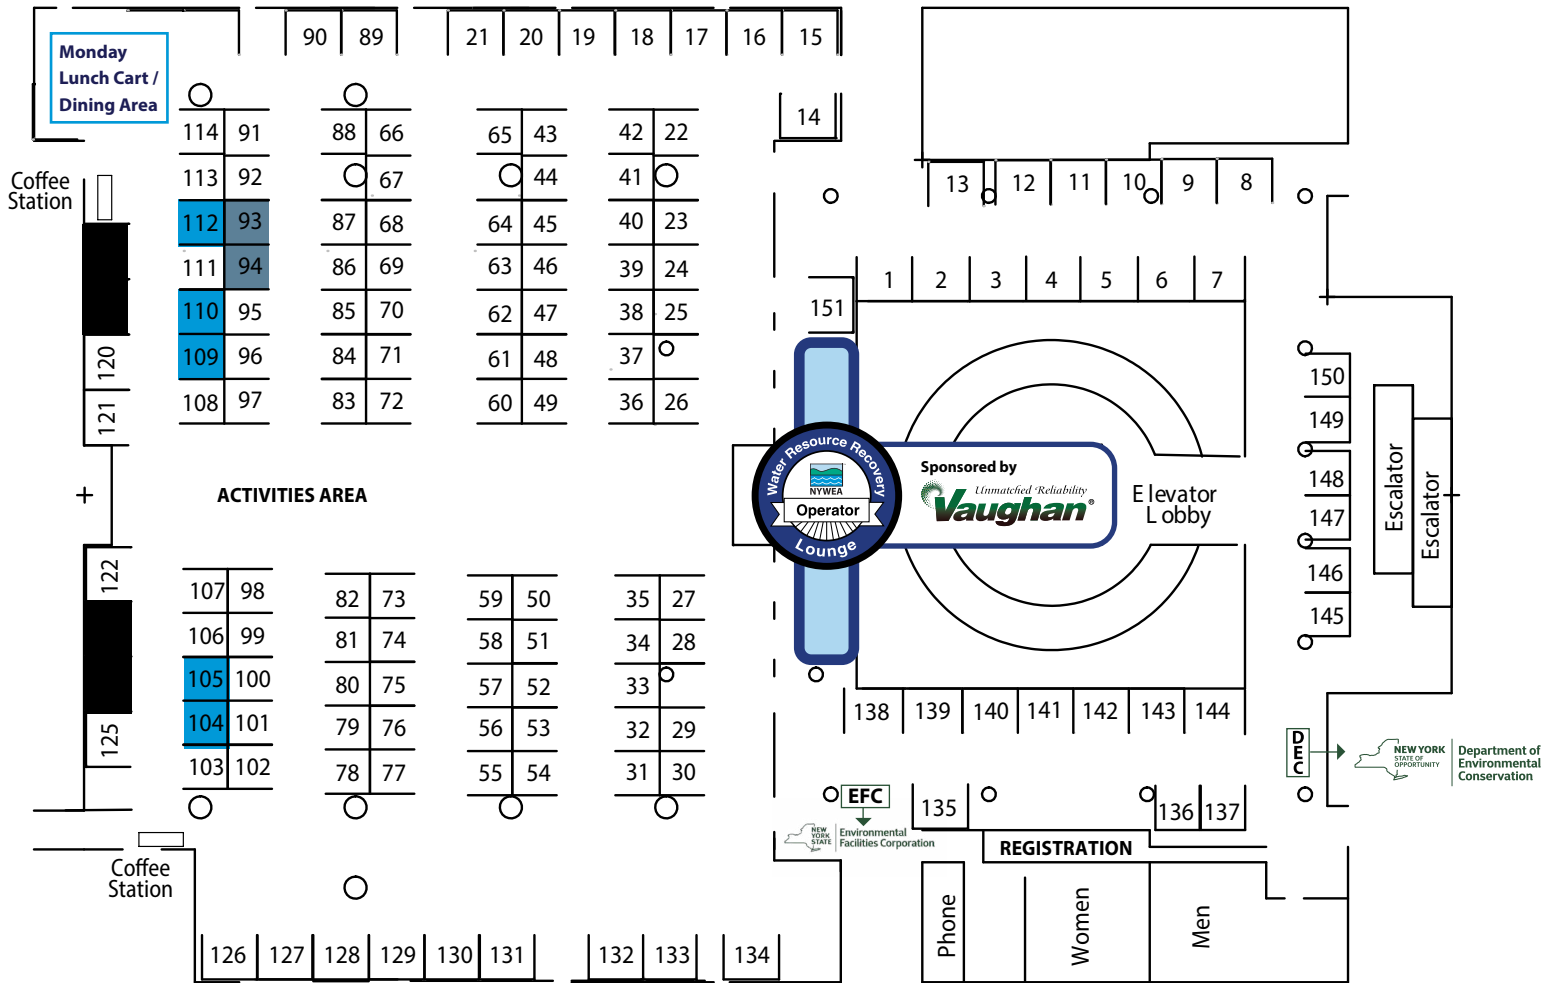 90 89 21 20 19 18 17 16 15
Monday
Lunch Cart /
Dining Area
14
114 91 88 66 65 43 42 22
113 92 67 44 41
13 12 11 10 9 8
Coffee
Station
112 93 87 68 64 45 40 23
111 94 86 69 63 46 39 24
1 2 3 4 5 6 7
110 95 85 70 62 47 38 25
151
109 96 84 71 61 48 37
120
150
108 97 83 72 60 49 36 26
121
149
148
147
146
145
Escalator
Escalator
ACTIVITIES AREA
Water Resource Recovery
NYWEA
Operator
Lounge
Sponsored by
Unmatched Reliability
Vaughan®
Elevator
Lobby
122
107 98 82 73 59 50 35 27
106 99 81 74 58 51 34 28
105 100 80 75 57 52 33
104 101 79 76 56 53 32 29
125
103 102 78 77 55 54 31 30
138 139 140 141 142 143 144
DEC
NEW YORK
STATE OF
OPPORTUNITY
Department of
Environmental
Conservation
EFC
135 136 137
NEW
YORK
STATE
Environmental
Facilities Corporation
REGISTRATION
Coffee
Station
Phone
Women
Men
126 127 128 129 130 131 132 133 134